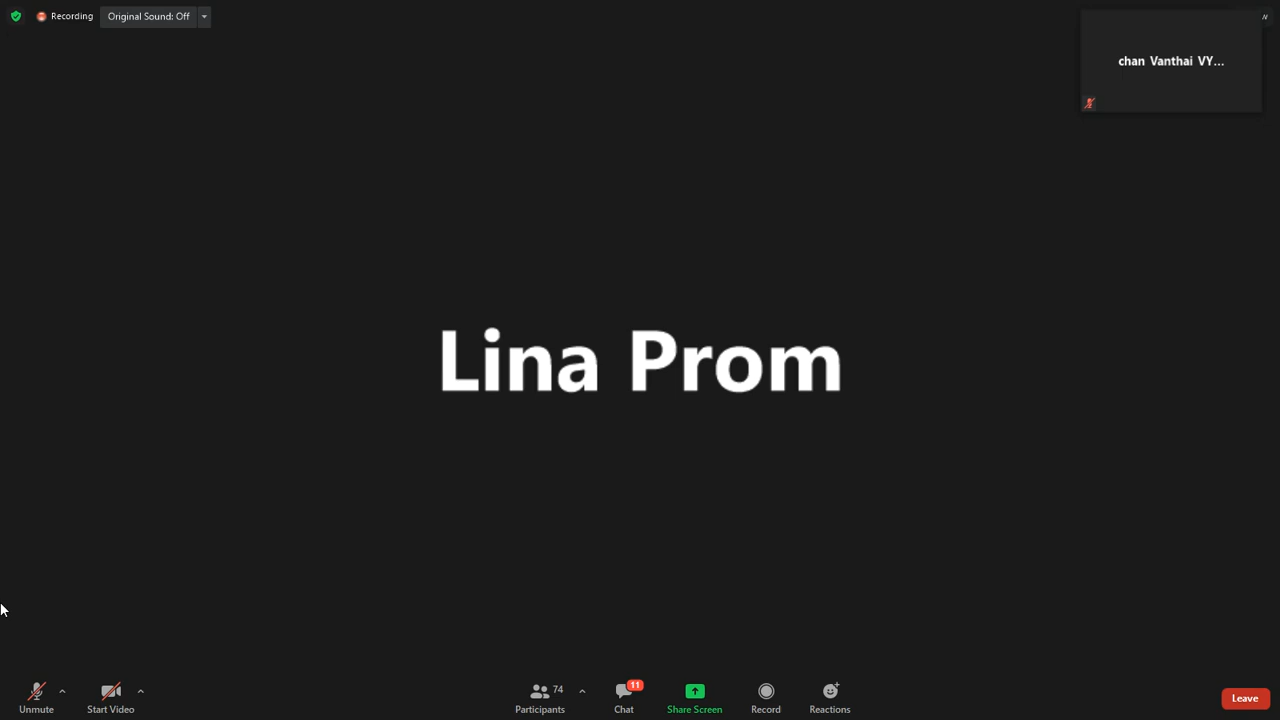 Recording
Original Sound: Off
w
chan Vanthai VY...
Lina Prom
Unmute
Start Video
74
Participants
11
Chat
Share Screen
Record
Reactions
Leave